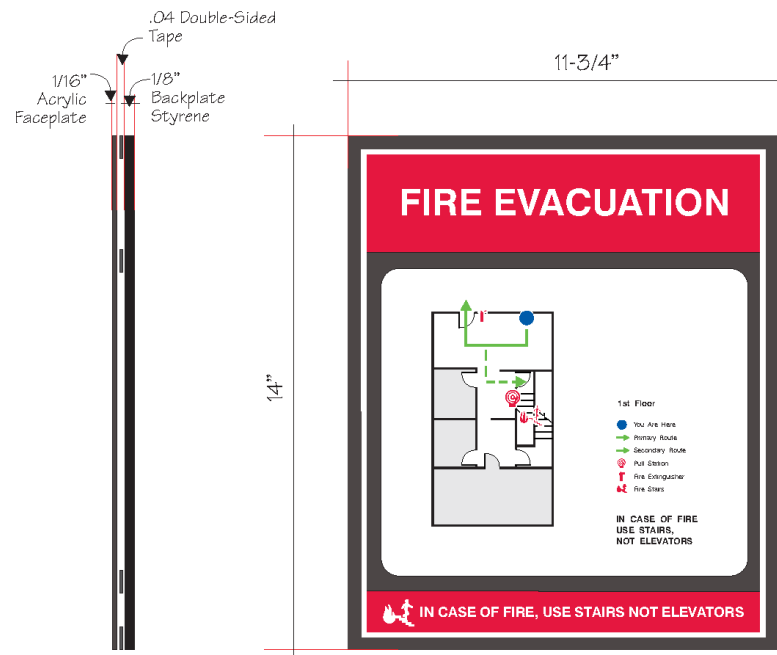 .04 Double-Sided
Tape
1/16"
Acrylic
Faceplate
1/8"
Backplate
Styrene
11-3/4"
14"
FIRE EVACUATION
1st Floor
You Are Here
Primary Route
Secondary Route
Pull Station
Fire Extinguisher
Fire Stairs
IN CASE OF FIRE
USE STAIRS,
NOT ELEVATORS
IN CASE OF FIRE, USE STAIRS NOT ELEVATORS